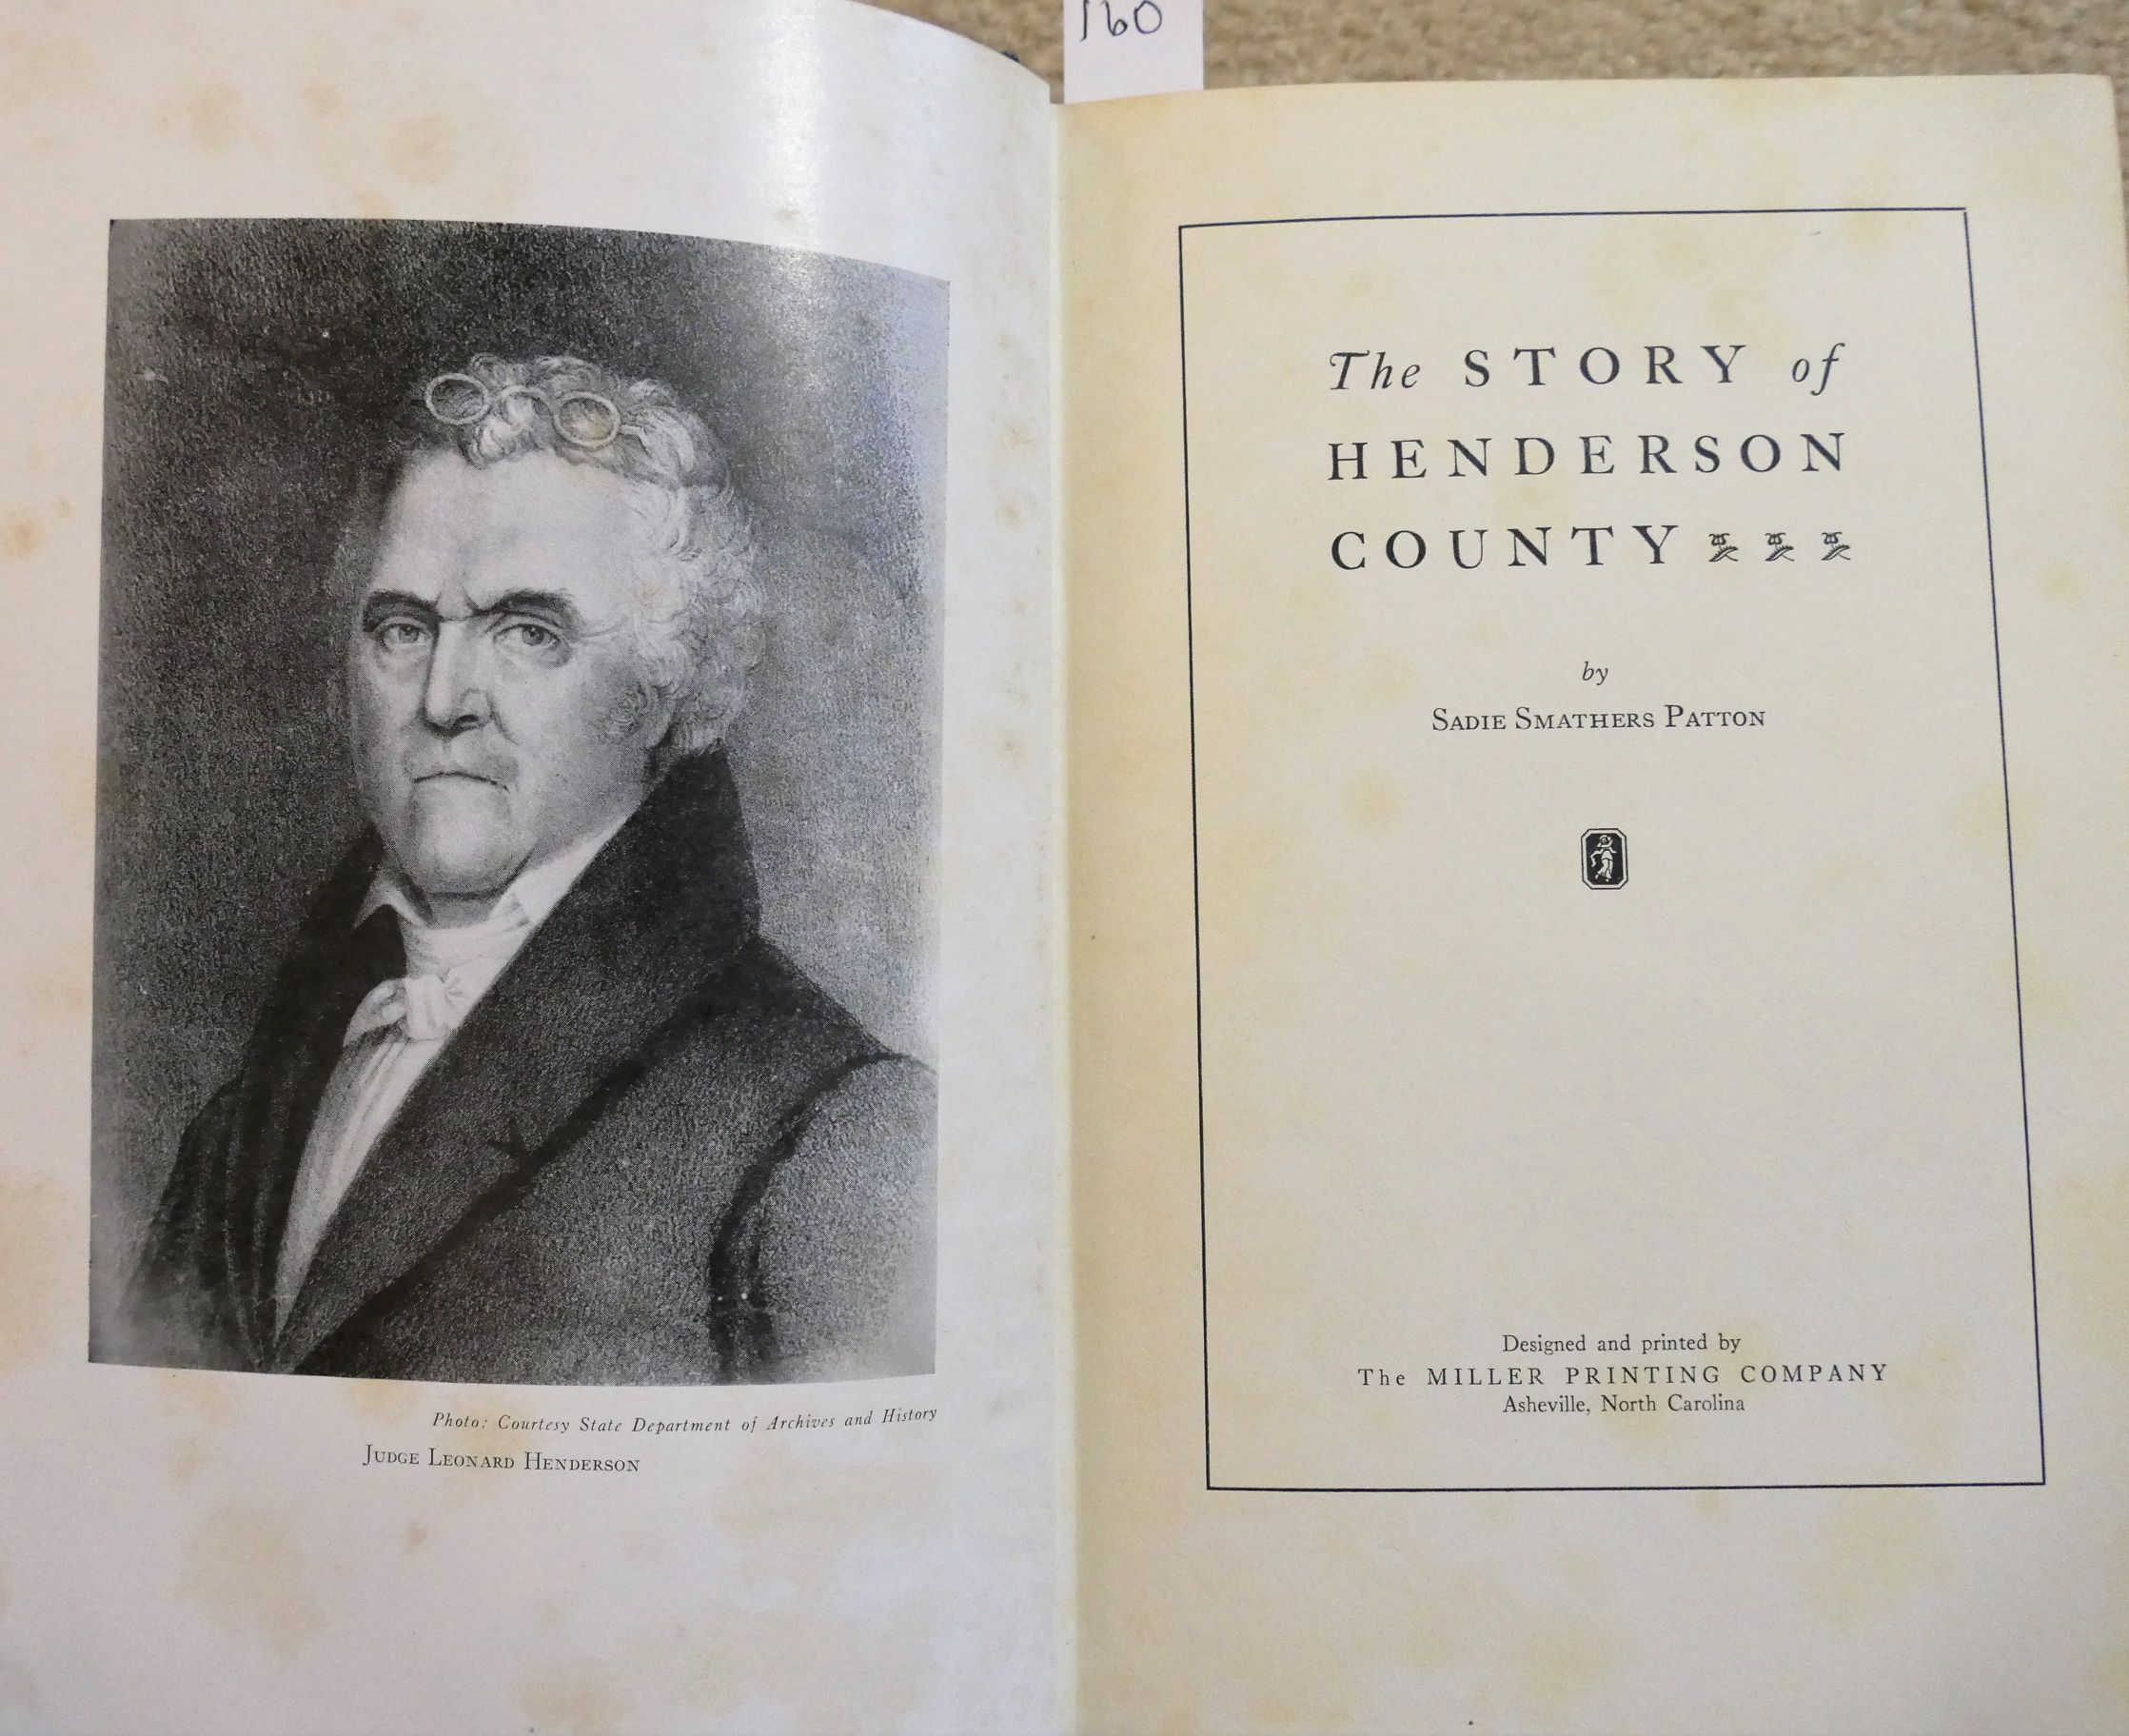 160
Photo: Courtesy State Department of Archives and History
JUDGE LEONARD HENDERSON
The STORY of
HENDERSON
COUNTY
by
SADIE SMATHERS PATTON
Designed and printed by
The MILLER PRINTING COMPANY
Asheville, North Carolina